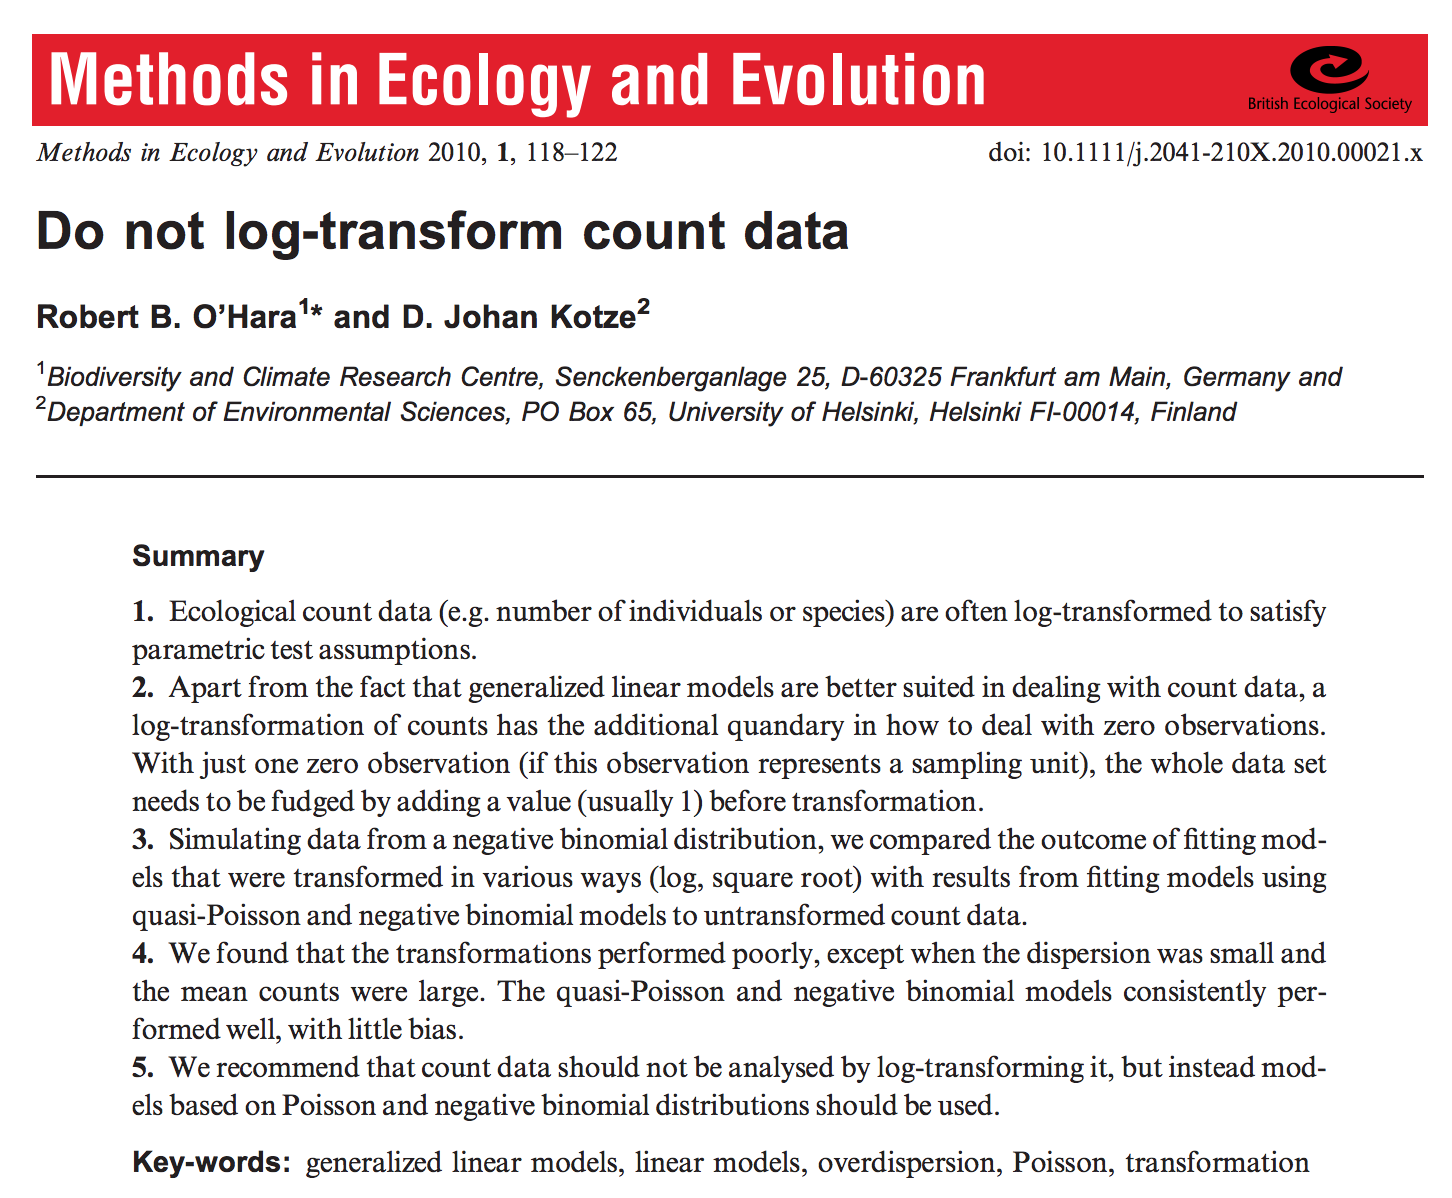 Methods in Ecology and Evolution
British Ecological Society
Methods in Ecology and Evolution 2010, 1, 118–122
doi: 10.1111/j.2041-210X.2010.00021.x
Do not log-transform count data
Robert B. O’Hara1* and D. Johan Kotze2
1Biodiversity and Climate Research Centre, Senckenberganlage 25, D-60325 Frankfurt am Main, Germany and
2Department of Environmental Sciences, PO Box 65, University of Helsinki, Helsinki FI-00014, Finland
Summary
1. Ecological count data (e.g. number of individuals or species) are often log-transformed to satisfy
parametric test assumptions.
2. Apart from the fact that generalized linear models are better suited in dealing with count data, a
log-transformation of counts has the additional quandary in how to deal with zero observations.
With just one zero observation (if this observation represents a sampling unit), the whole data set
needs to be fudged by adding a value (usually 1) before transformation.
3. Simulating data from a negative binomial distribution, we compared the outcome of fitting mod-
els that were transformed in various ways (log, square root) with results from fitting models using
quasi-Poisson and negative binomial models to untransformed count data.
4. We found that the transformations performed poorly, except when the dispersion was small and
the mean counts were large. The quasi-Poisson and negative binomial models consistently per-
formed well, with little bias.
5. We recommend that count data should not be analysed by log-transforming it, but instead mod-
els based on Poisson and negative binomial distributions should be used.
Key-words: generalized linear models, linear models, overdispersion, Poisson, transformation